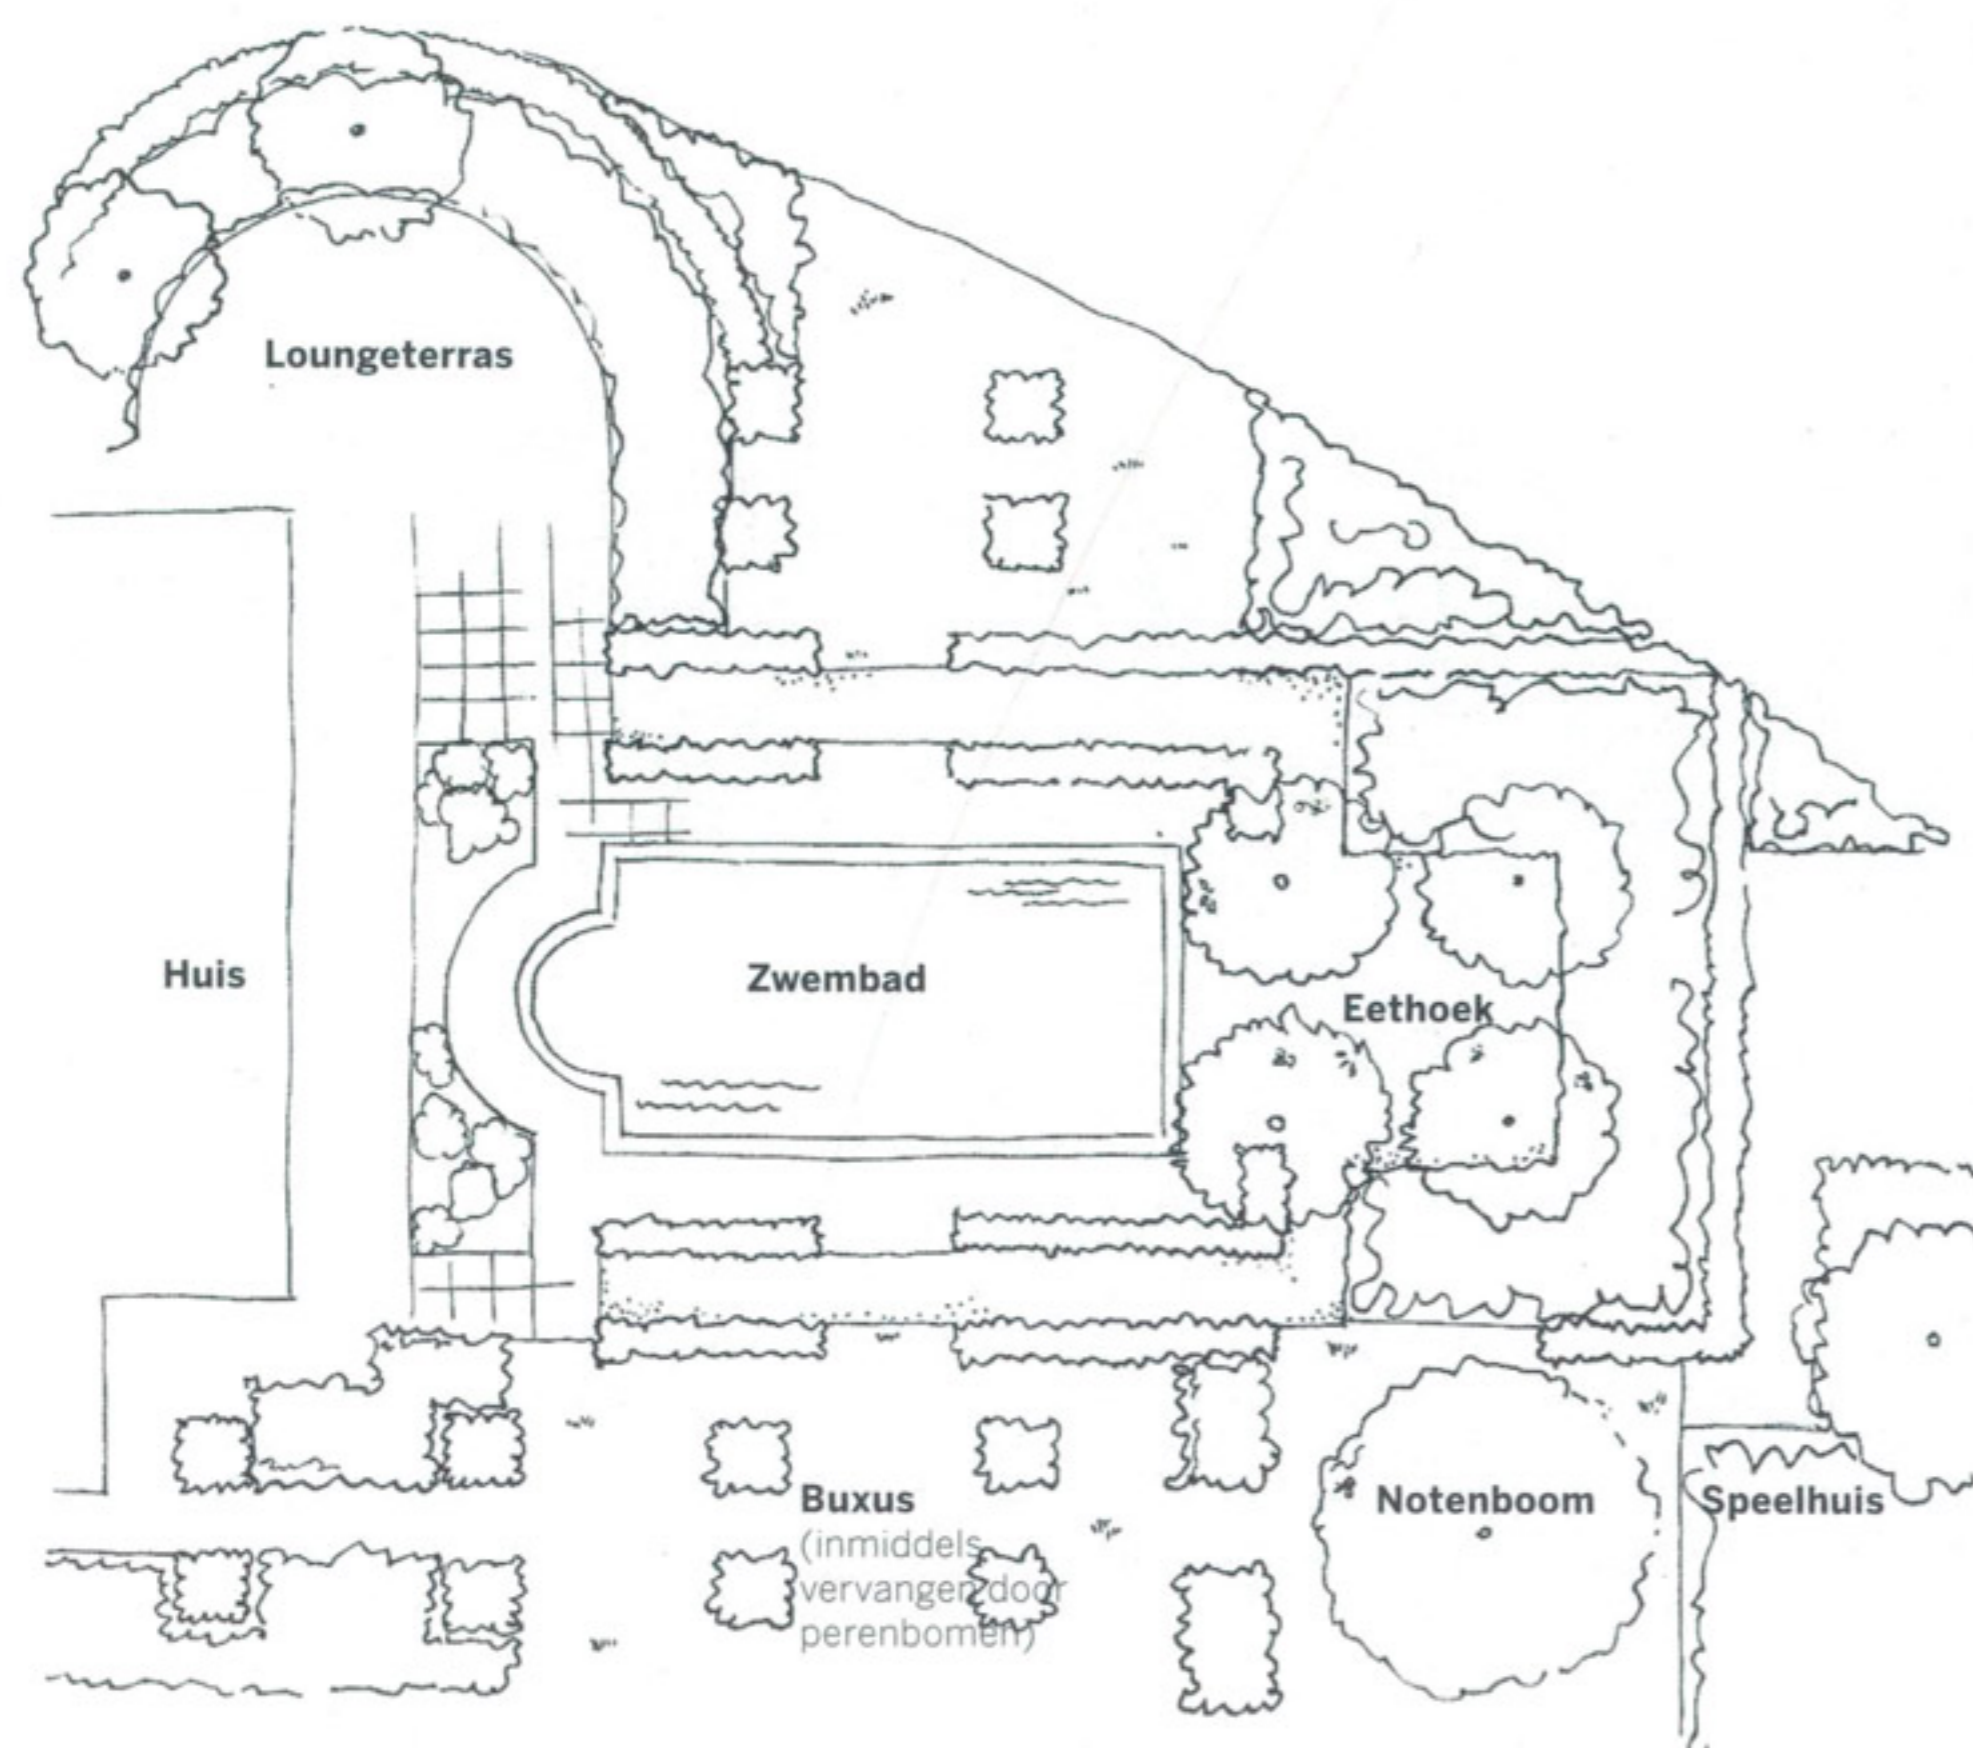 Loungeterras
Huis
Zwembad
Eethoek
Buxus
(inmiddels
vervangen door
perenbomen)
Notenboom
Speelhuis